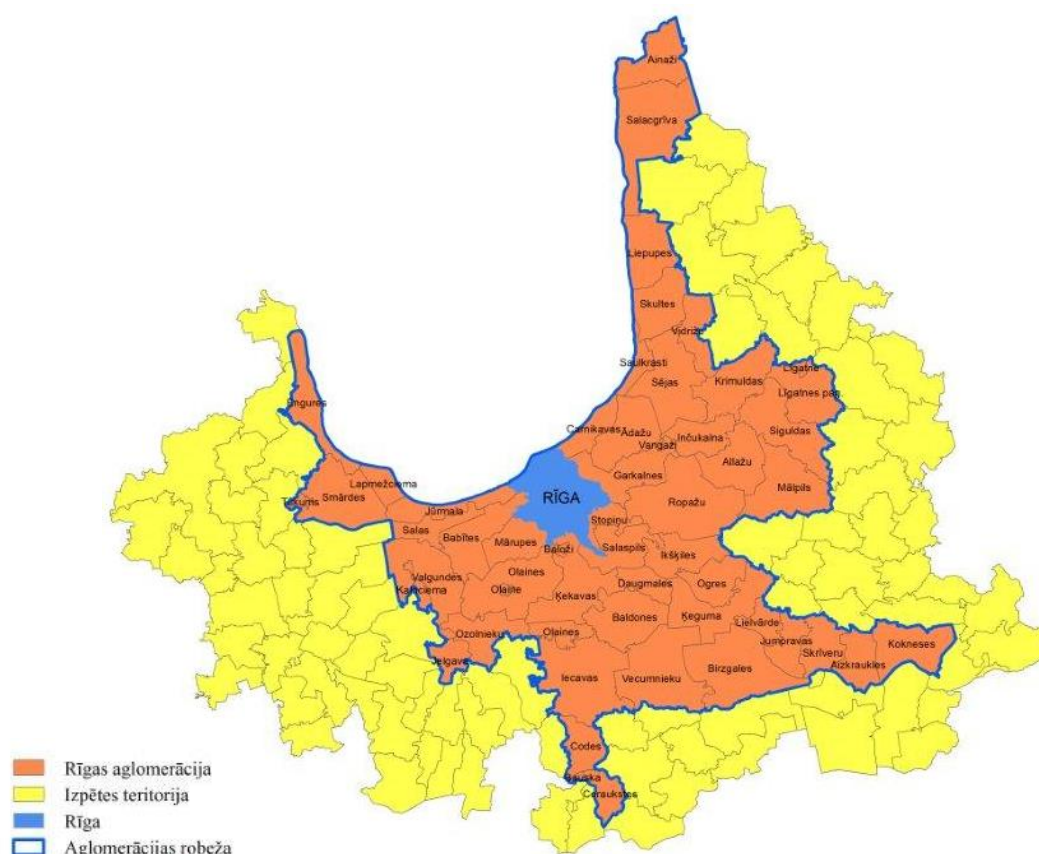 Ainaži
Salacgrīva
Liepupes
Skultes
Vidrižu
Saulkrasti
Sējas
Krimuldas
Līgatne
Līgatnes pag.
Engures
Carnikavas
Ādažu
Vangaži
Inčukalna
Siguldas
Allažu
Garkalnes
Mālpils
Lapmežciema
Smārdes
Tukums
RĪGA
Ropažu
Jūrmala
Stopiņu
Salas
Babītes
Mārupes
Baloži
Salaspils
Ikšķiles
Valgundes
Kalnciema
Olaines
Olaine
Ķekavas
Daugmales
Ogres
Baldones
Ķeguma
Lielvārde
Ozolnieku
Olaines
Jumpravas
Skrīveru
Kokneses
Aizkraukles
Jelgava
Iecavas
Vecumnieku
Birzgales
Codes
Bauska
Ceraukstes
Rīgas aglomerācija
Izpētes teritorija
Rīga
Aglomerācijas robeža